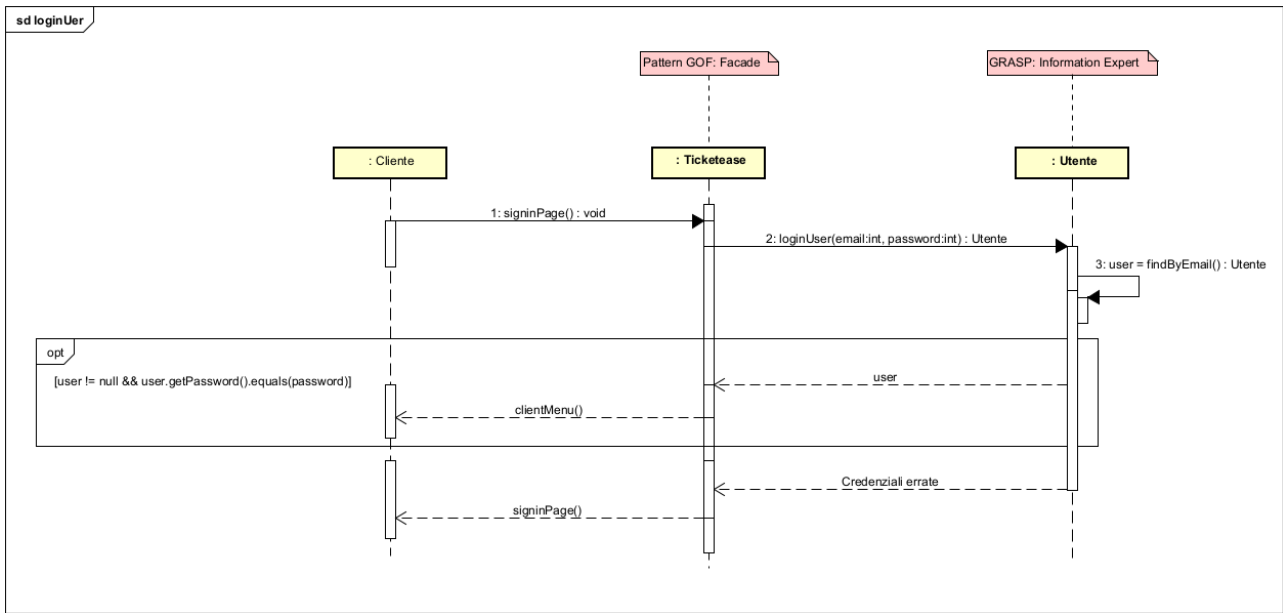 sd loginUer
Pattern GOF: Facade
GRASP: Information Expert
: Cliente
: Ticketease
: Utente
1: signinPage() : void
2: loginUser(email:int, password:int) : Utente
3: user = findByEmail() : Utente
opt
[user != null && user.getPassword().equals(password)]
user
clientMenu()
Credenziali errate
signinPage()